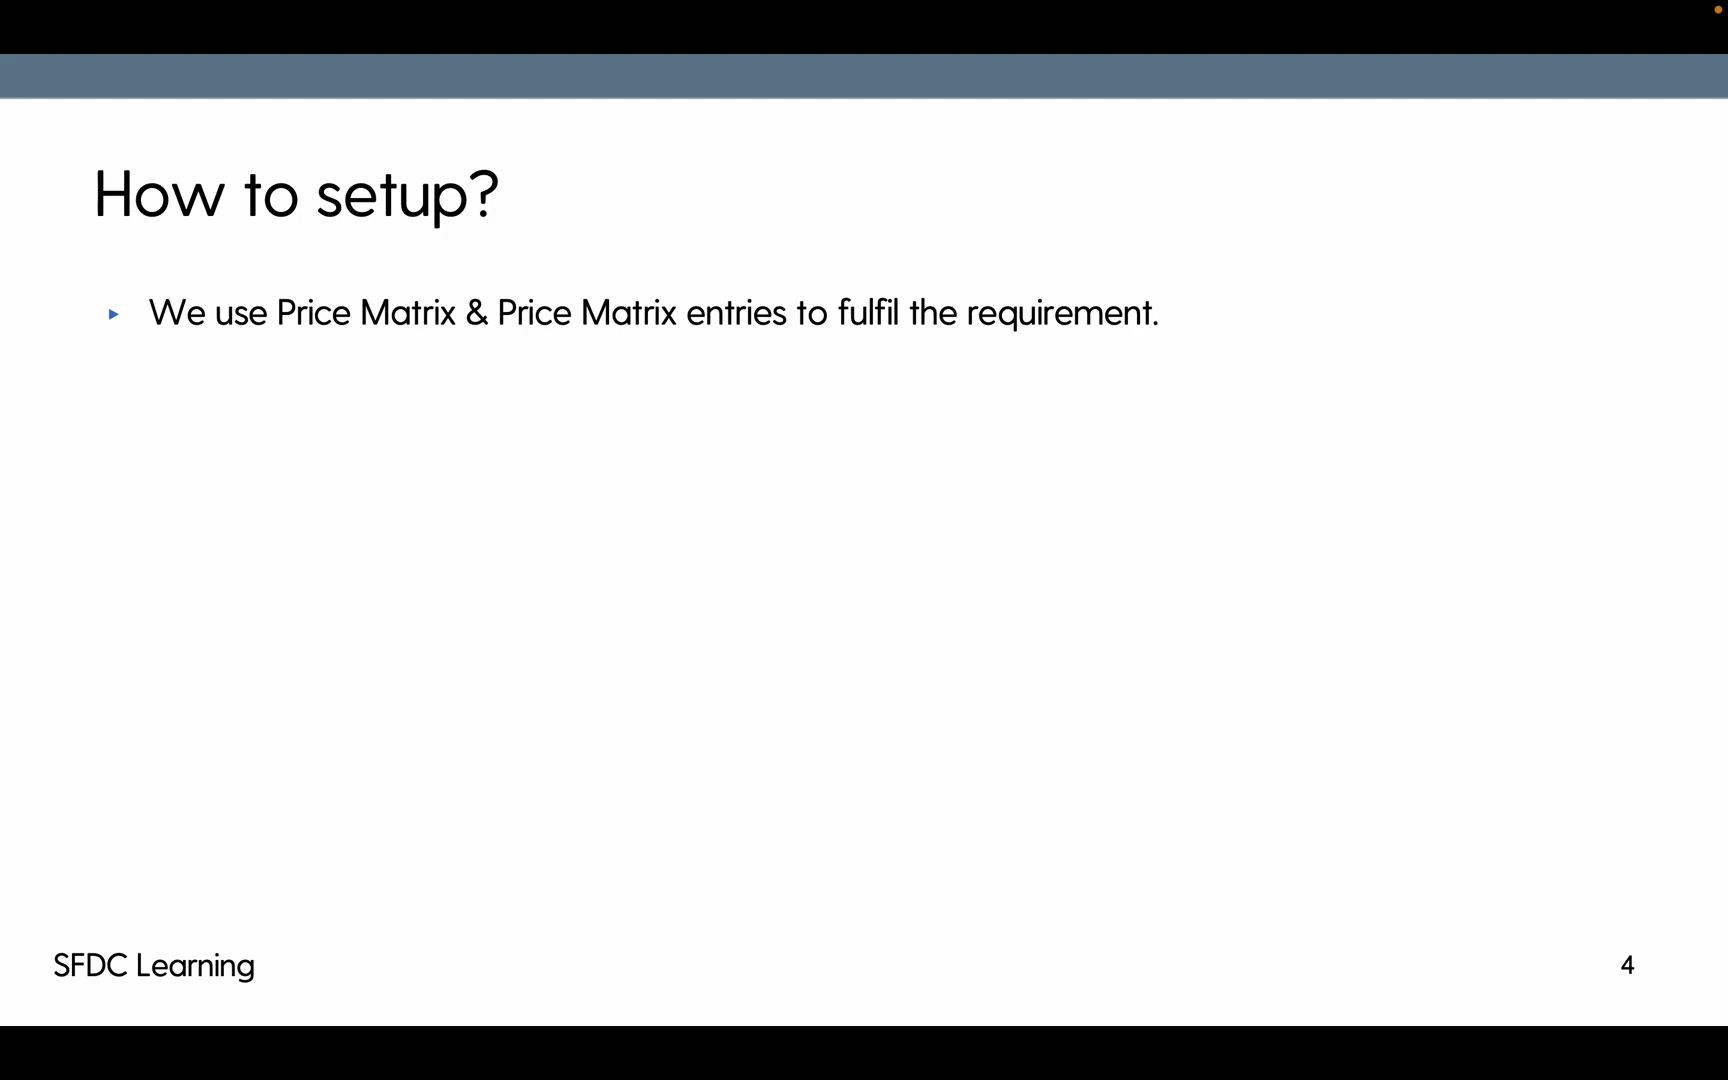 How to setup?
We use Price Matrix & Price Matrix entries to fulfil the requirement.
SFDC Learning
4